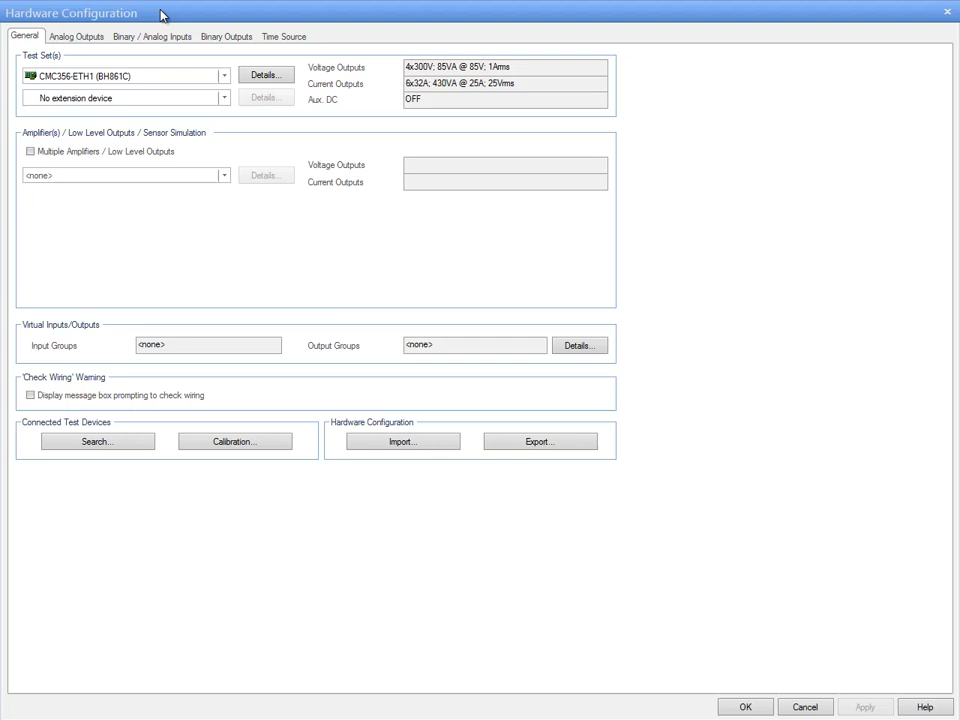 Hardware Configuration
General Analog Outputs Binary / Analog Inputs Binary Outputs Time Source
Test Set(s)
CMC356-ETH1 (BH861C) Details... Voltage Outputs 4x300V; 85VA @ 85V; 1Arms
Current Outputs 6x32A; 430VA @ 25A; 25Vrms
No extension device Details... Aux. DC OFF
Amplifier(s) / Low Level Outputs / Sensor Simulation
Multiple Amplifiers / Low Level Outputs
<none> Details... Voltage Outputs
Current Outputs
Virtual Inputs/Outputs
Input Groups <none> Output Groups <none> Details...
'Check Wiring' Warning
Display message box prompting to check wiring
Connected Test Devices Hardware Configuration
Search... Calibration... Import... Export...
OK Cancel Apply Help